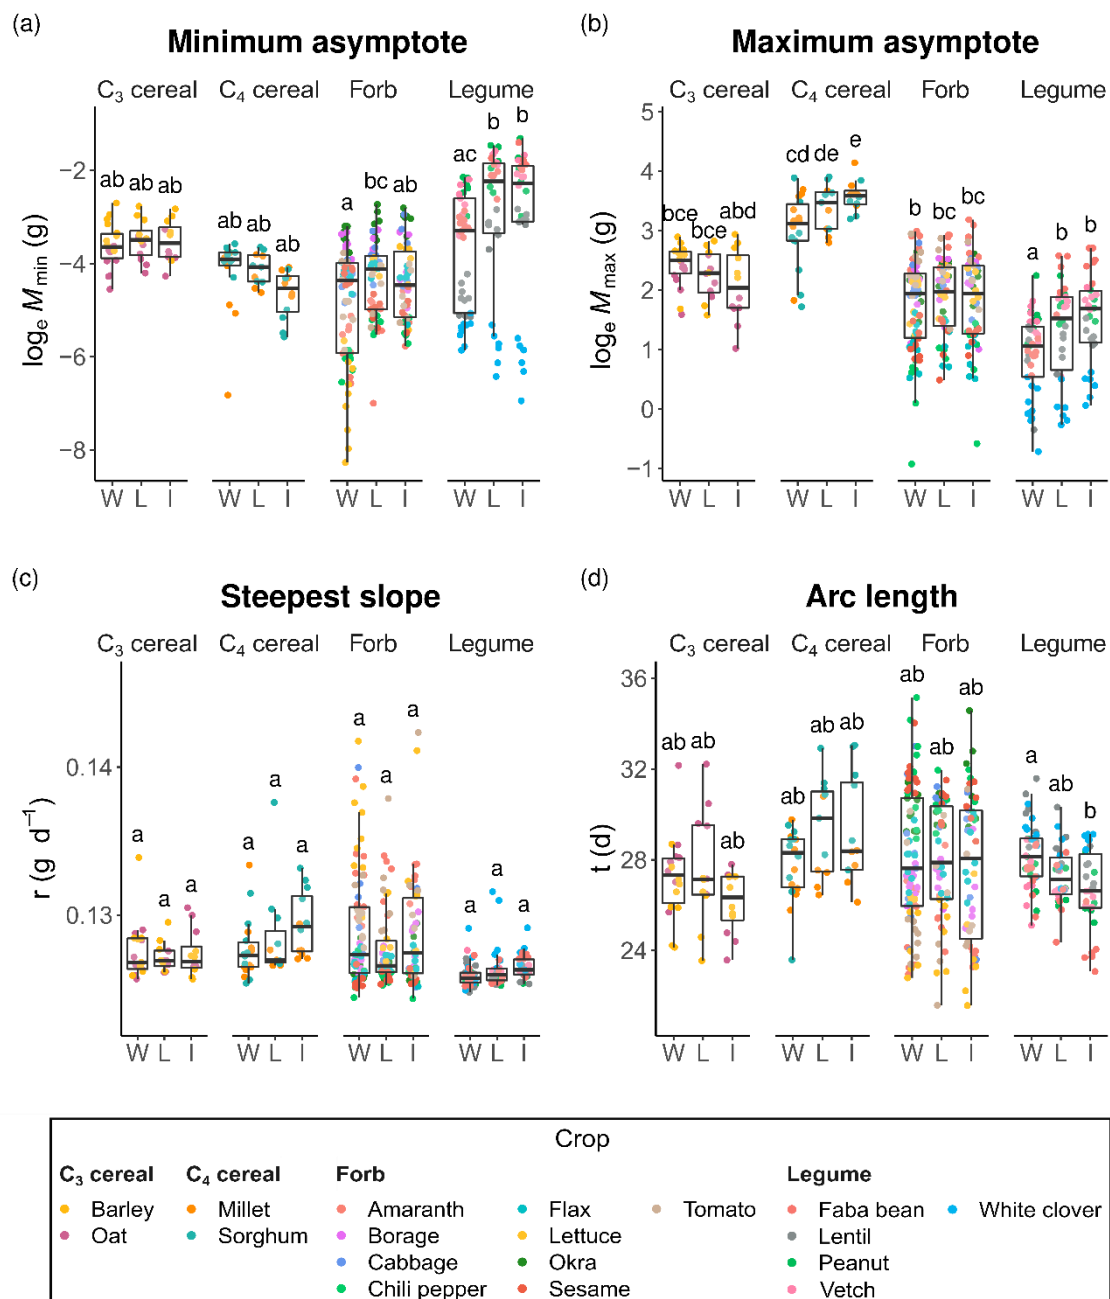 (a)
Minimum asymptote
C₃ cereal C₄ cereal Forb Legume
logₑ Mmin (g)
−2
−4
−6
−8
ab ab ab
ab ab ab
a bc ab
ac b b
W L I W L I W L I W L I
(b)
Maximum asymptote
C₃ cereal C₄ cereal Forb Legume
logₑ Mmax (g)
5
4
3
2
1
0
−1
bce bce abd
cd de e
b bc bc
a b b
W L I W L I W L I W L I
(c)
Steepest slope
C₃ cereal C₄ cereal Forb Legume
r (g d⁻¹)
0.14
0.13
a a a
a a a
a a a
a a a
W L I W L I W L I W L I
(d)
Arc length
C₃ cereal C₄ cereal Forb Legume
t (d)
36
32
28
24
ab ab ab
ab ab ab
ab ab ab
a ab b
W L I W L I W L I W L I
Crop
C₃ cereal
Barley
Oat
C₄ cereal
Millet
Sorghum
Forb
Amaranth
Borage
Cabbage
Chili pepper
Flax
Lettuce
Okra
Sesame
Tomato
Legume
Faba bean
Lentil
Peanut
Vetch
White clover